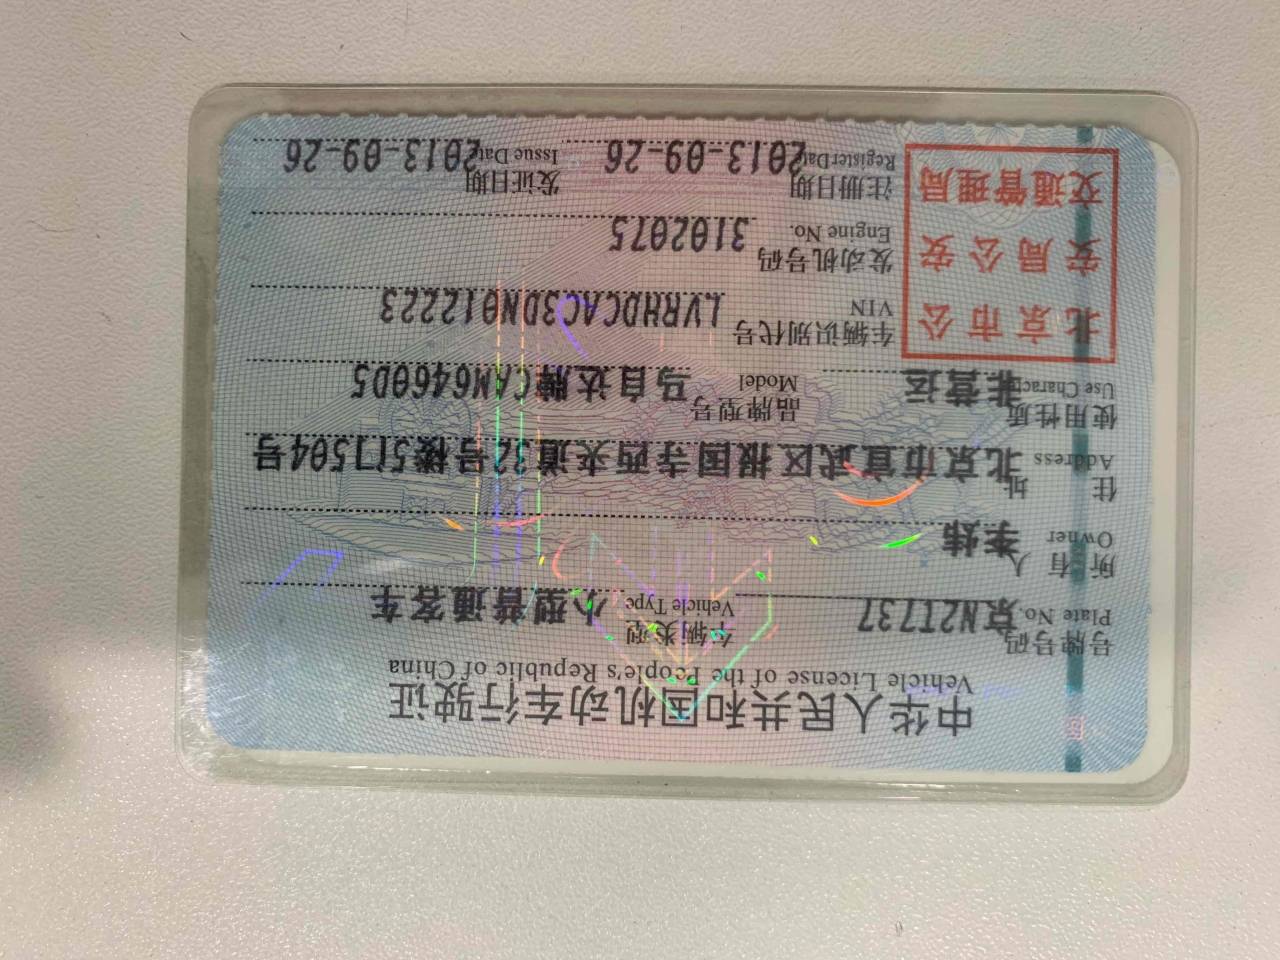 中华人民共和国机动车行驶证
Vehicle License of the People's Republic of China
号牌号码 Plate No. 京N2T737 车辆类型 Vehicle Type 小型普通客车
所有人 Owner 李炜
住址 Address 北京市宣武区报国寺西夹道32号楼5门504号
使用性质 Use Character 非营运 品牌型号 Model 马自达牌CAM6460D5
北京市公
安局公安
交通管理局
车辆识别代号 VIN LVRHDCAC3DN012223
发动机号码 Engine No. 3102075
注册日期 Register Date 2013-09-26 发证日期 Issue Date 2013-09-26